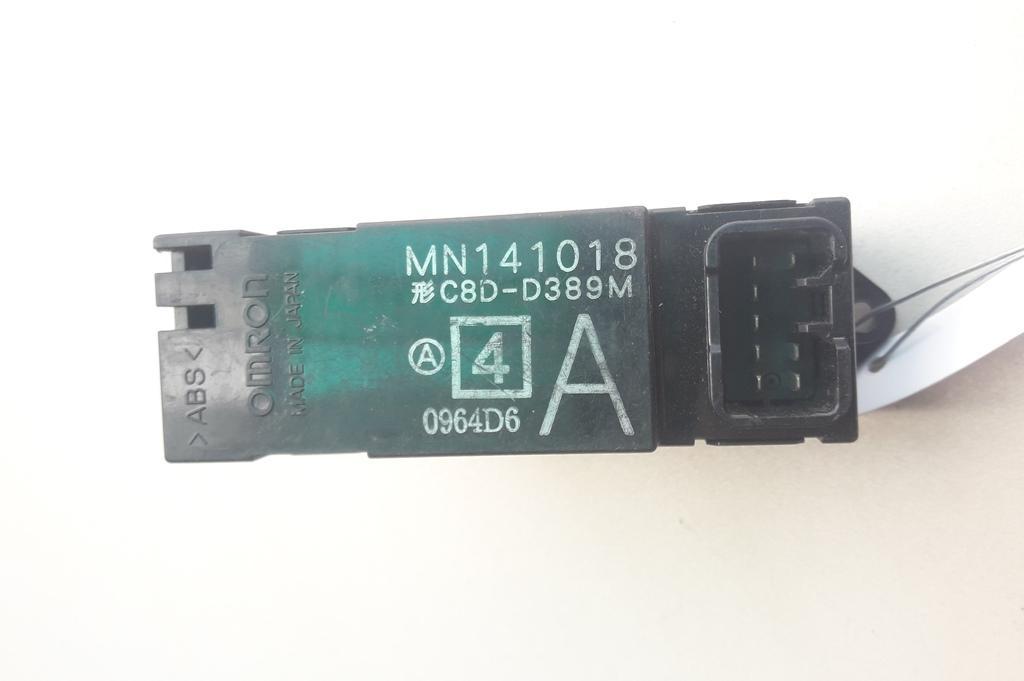 MN141018
形C8D-D389M
A 4 A
0964D6
OMRON
MADE IN JAPAN
>ABS<